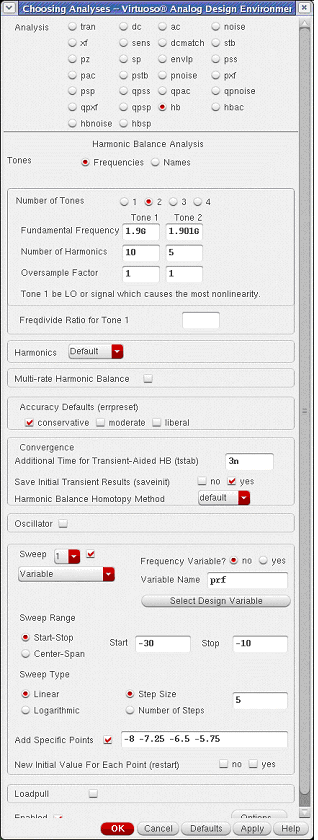 Choosing Analyses -- Virtuoso® Analog Design Environmer
Analysis tran dc ac noise
xf sens dcmatch stb
pz sp envlp pss
pac pstb pnoise pxf
psp qpss qpac qpnoise
qpxf qpsp hb hbac
hbnoise hbsp
Harmonic Balance Analysis
Tones Frequencies Names
Number of Tones 1 2 3 4
Tone 1 Tone 2
Fundamental Frequency 1.9G 1.901G
Number of Harmonics 10 5
Oversample Factor 1 1
Tone 1 be LO or signal which causes the most nonlinearity.
Freqdivide Ratio for Tone 1
Harmonics Default
Multi-rate Harmonic Balance
Accuracy Defaults (errpreset)
conservative moderate liberal
Convergence
Additional Time for Transient-Aided HB (tstab) 3n
Save Initial Transient Results (saveinit) no yes
Harmonic Balance Homotopy Method default
Oscillator
Sweep 1 Frequency Variable? no yes
Variable Variable Name prf
Select Design Variable
Sweep Range
Start-Stop Start -30 Stop -10
Center-Span
Sweep Type
Linear Step Size 5
Logarithmic Number of Steps
Add Specific Points -8 -7.25 -6.5 -5.75
New Initial Value For Each Point (restart) no yes
Loadpull
Enabled Options...
OK Cancel Defaults Apply Help